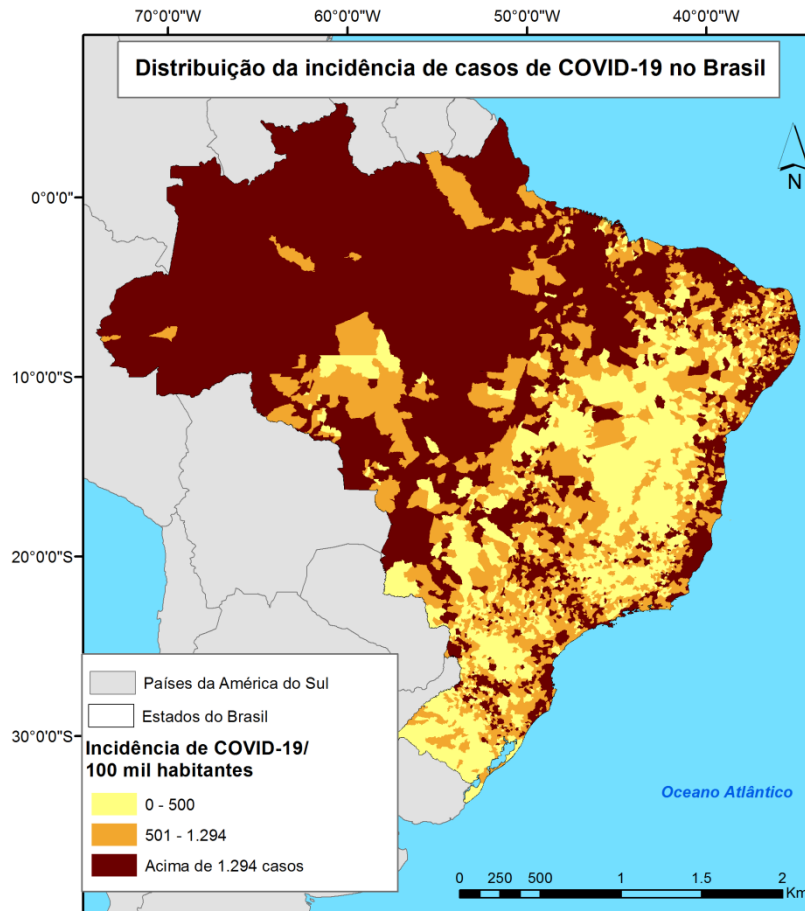 70°0'0"W 60°0'0"W 50°0'0"W 40°0'0"W
Distribuição da incidência de casos de COVID-19 no Brasil
N
0°0'0"
10°0'0"S
20°0'0"S
30°0'0"S
Países da América do Sul
Estados do Brasil
Incidência de COVID-19/
100 mil habitantes
0 - 500
501 - 1.294
Acima de 1.294 casos
Oceano Atlântico
0 250 500 1 1.5 2
Km